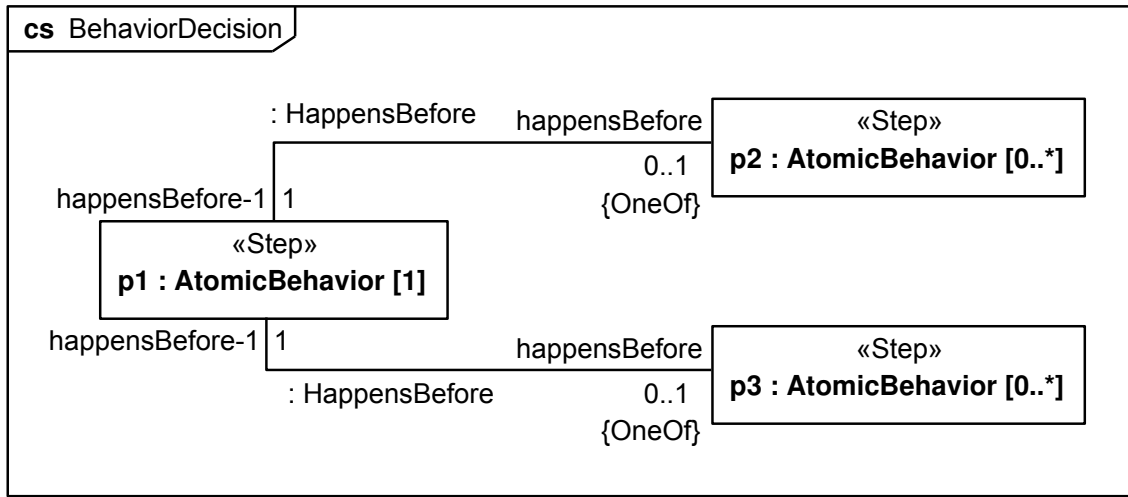 cs BehaviorDecision
: HappensBefore
happensBefore
0..1
{OneOf}
«Step»
p2 : AtomicBehavior [0..*]
happensBefore-1 1
«Step»
p1 : AtomicBehavior [1]
happensBefore-1 1
: HappensBefore
happensBefore
0..1
{OneOf}
«Step»
p3 : AtomicBehavior [0..*]